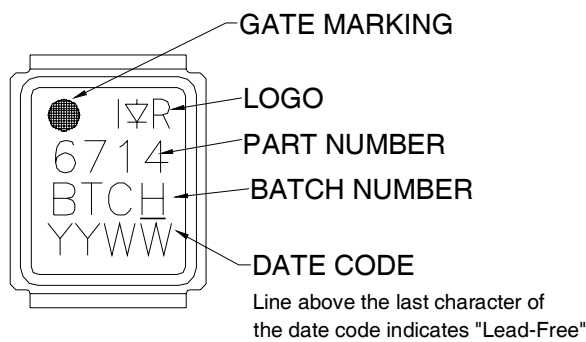 GATE MARKING
I R
LOGO
6714
PART NUMBER
BTCH
BATCH NUMBER
YYWW
DATE CODE
Line above the last character of
the date code indicates "Lead-Free"